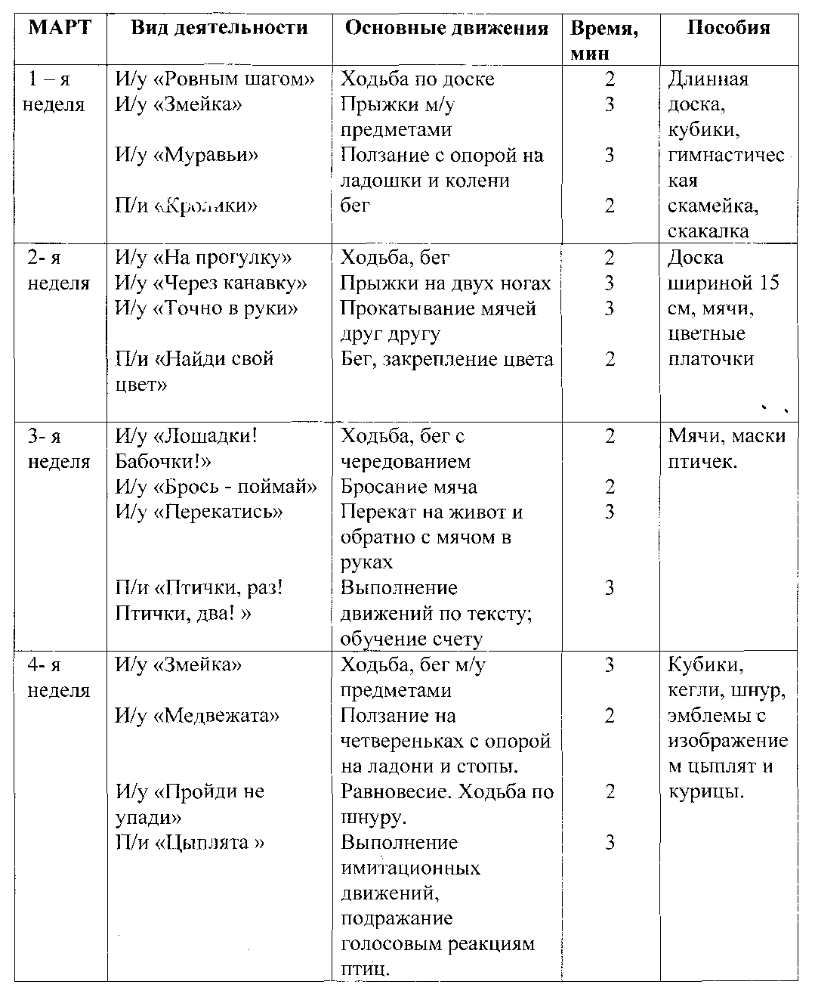 МАРТ Вид деятельности Основные движения Время, Пособия
мин
1 – я И/у «Ровным шагом» Ходьба по доске 2 Длинная
неделя И/у «Змейка» Прыжки м/у 3 доска,
предметами кубики,
И/у «Муравьи» Ползание с опорой на 3 гимнастичес
ладошки и колени кая
П/и «Кролики» бег 2 скамейка,
скакалка
2- я И/у «На прогулку» Ходьба, бег 2 Доска
неделя И/у «Через канавку» Прыжки на двух ногах 3 шириной 15
И/у «Точно в руки» Прокатывание мячей 3 см, мячи,
друг другу цветные
П/и «Найди свой Бег, закрепление цвета 2 платочки
цвет»
3- я И/у «Лошадки! Ходьба, бег с 2 Мячи, маски
неделя Бабочки!» чередованием птичек.
И/у «Брось - поймай» Бросание мяча 2
И/у «Перекатись» Перекат на живот и 3
обратно с мячом в
руках
П/и «Птички, раз! Выполнение 3
Птички, два! » движений по тексту;
обучение счету
4- я И/у «Змейка» Ходьба, бег м/у 3 Кубики,
неделя предметами кегли, шнур,
И/у «Медвежата» Ползание на 2 эмблемы с
четвереньках с опорой изображение
на ладони и стопы. м цыплят и
И/у «Пройди не Равновесие. Ходьба по 2 курицы.
упади» шнуру.
П/и «Цыплята » Выполнение 3
имитационных
движений,
подражание
голосовым реакциям
птиц.